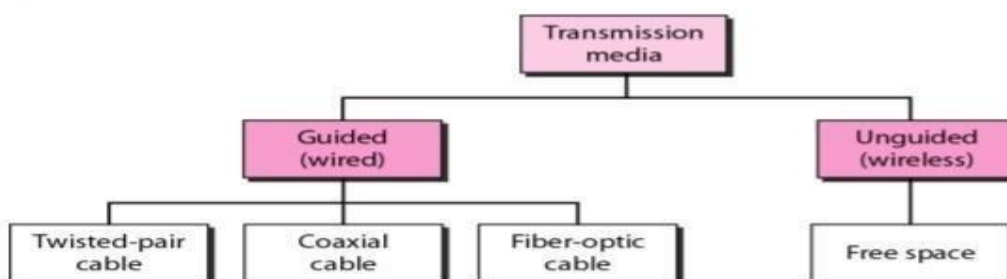 Transmission
media
Guided
(wired)
Unguided
(wireless)
Twisted-pair
cable
Coaxial
cable
Fiber-optic
cable
Free space